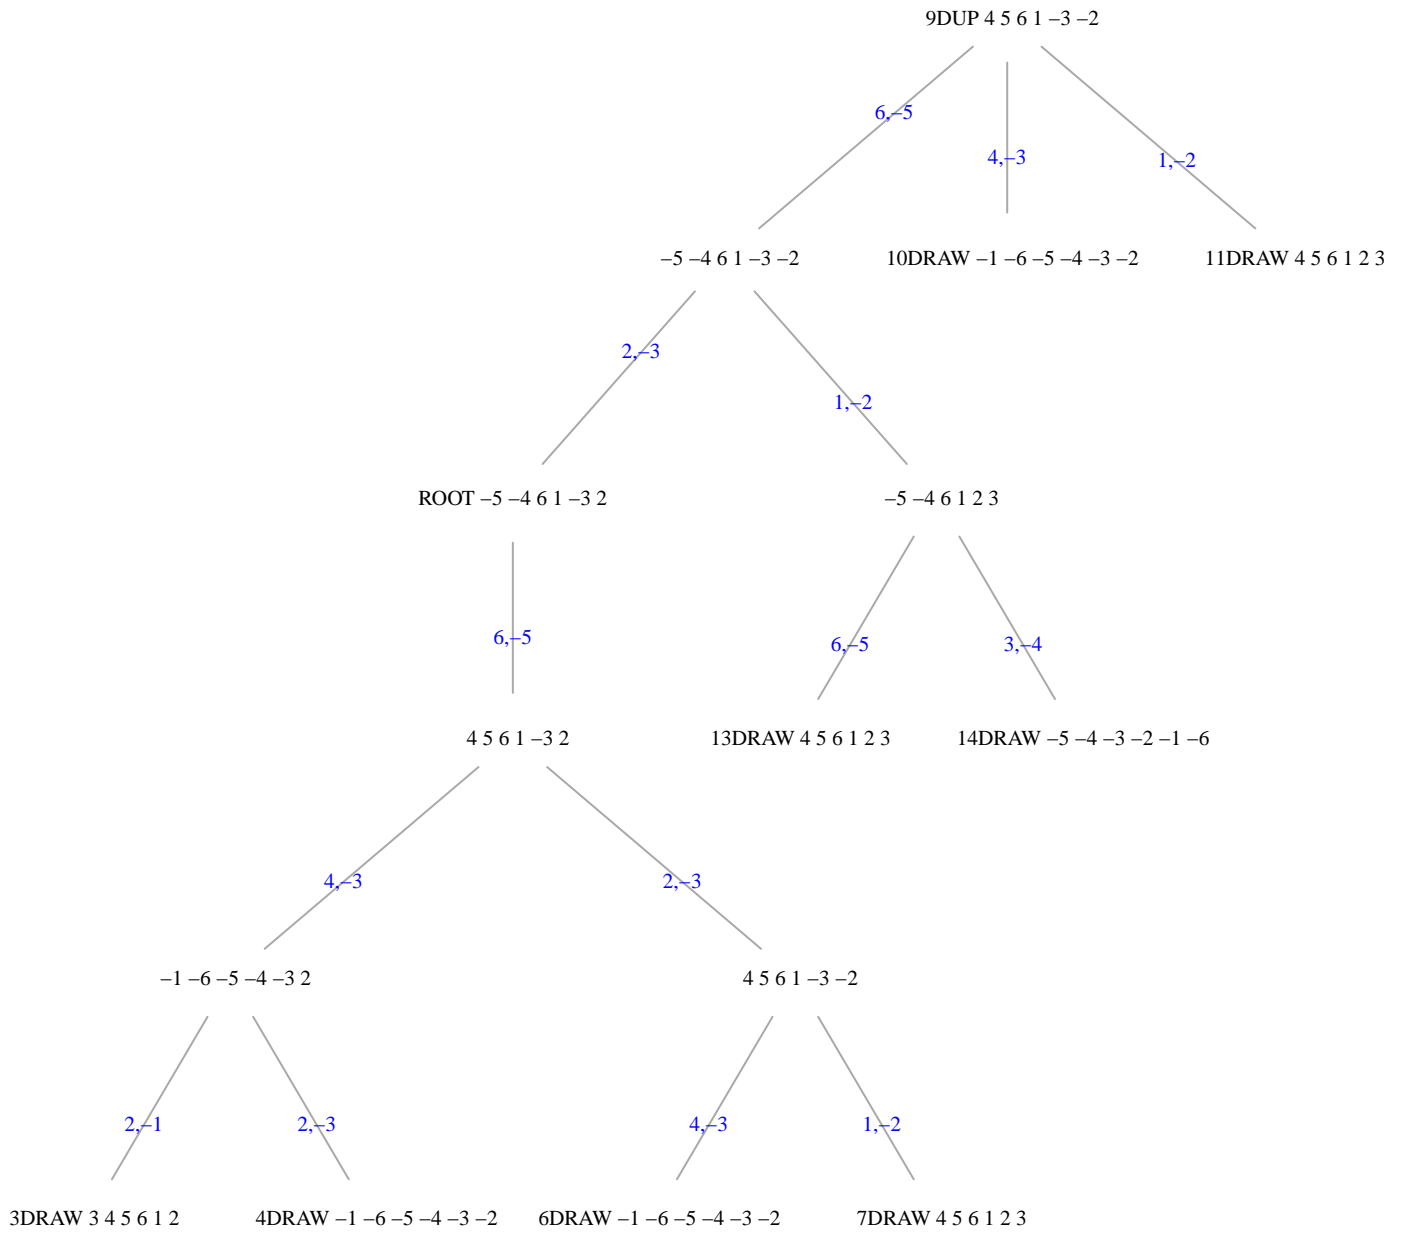 9DUP 4 5 6 1 –3 –2
6,–5
4,–3
1,–2
–5 –4 6 1 –3 –2
10DRAW –1 –6 –5 –4 –3 –2
11DRAW 4 5 6 1 2 3
2,–3
1,–2
ROOT –5 –4 6 1 –3 2
–5 –4 6 1 2 3
6,–5
6,–5
3,–4
4 5 6 1 –3 2
13DRAW 4 5 6 1 2 3
14DRAW –5 –4 –3 –2 –1 –6
4,–3
2,–3
–1 –6 –5 –4 –3 2
4 5 6 1 –3 –2
2,–1
2,–3
4,–3
1,–2
3DRAW 3 4 5 6 1 2
4DRAW –1 –6 –5 –4 –3 –2
6DRAW –1 –6 –5 –4 –3 –2
7DRAW 4 5 6 1 2 3